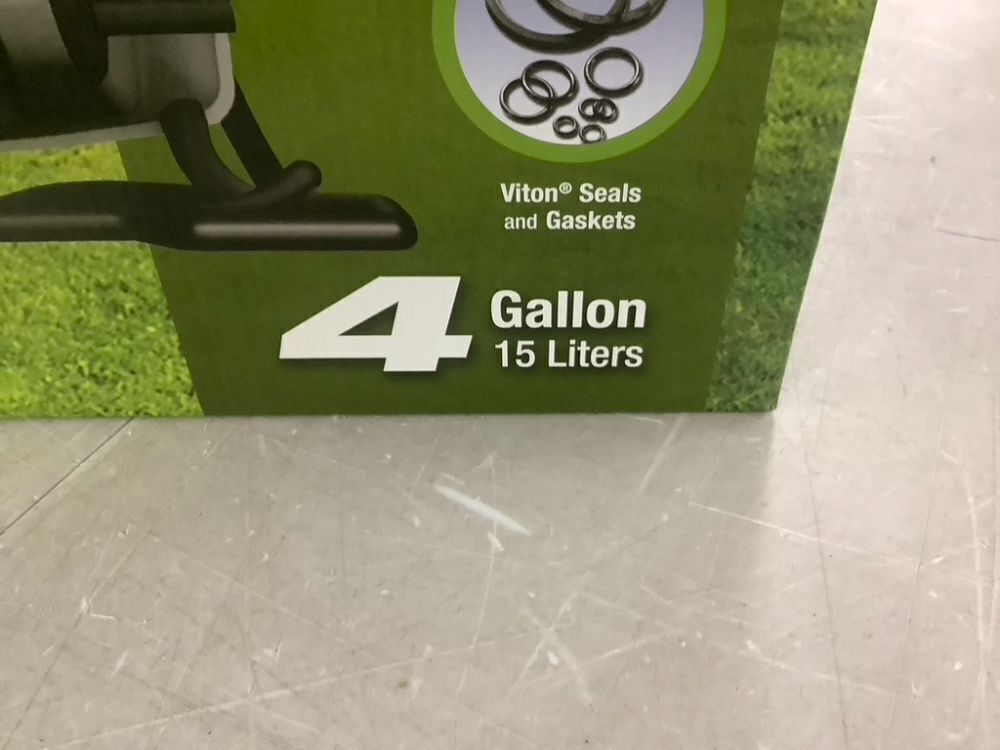 Viton® Seals
and Gaskets
4 Gallon
15 Liters